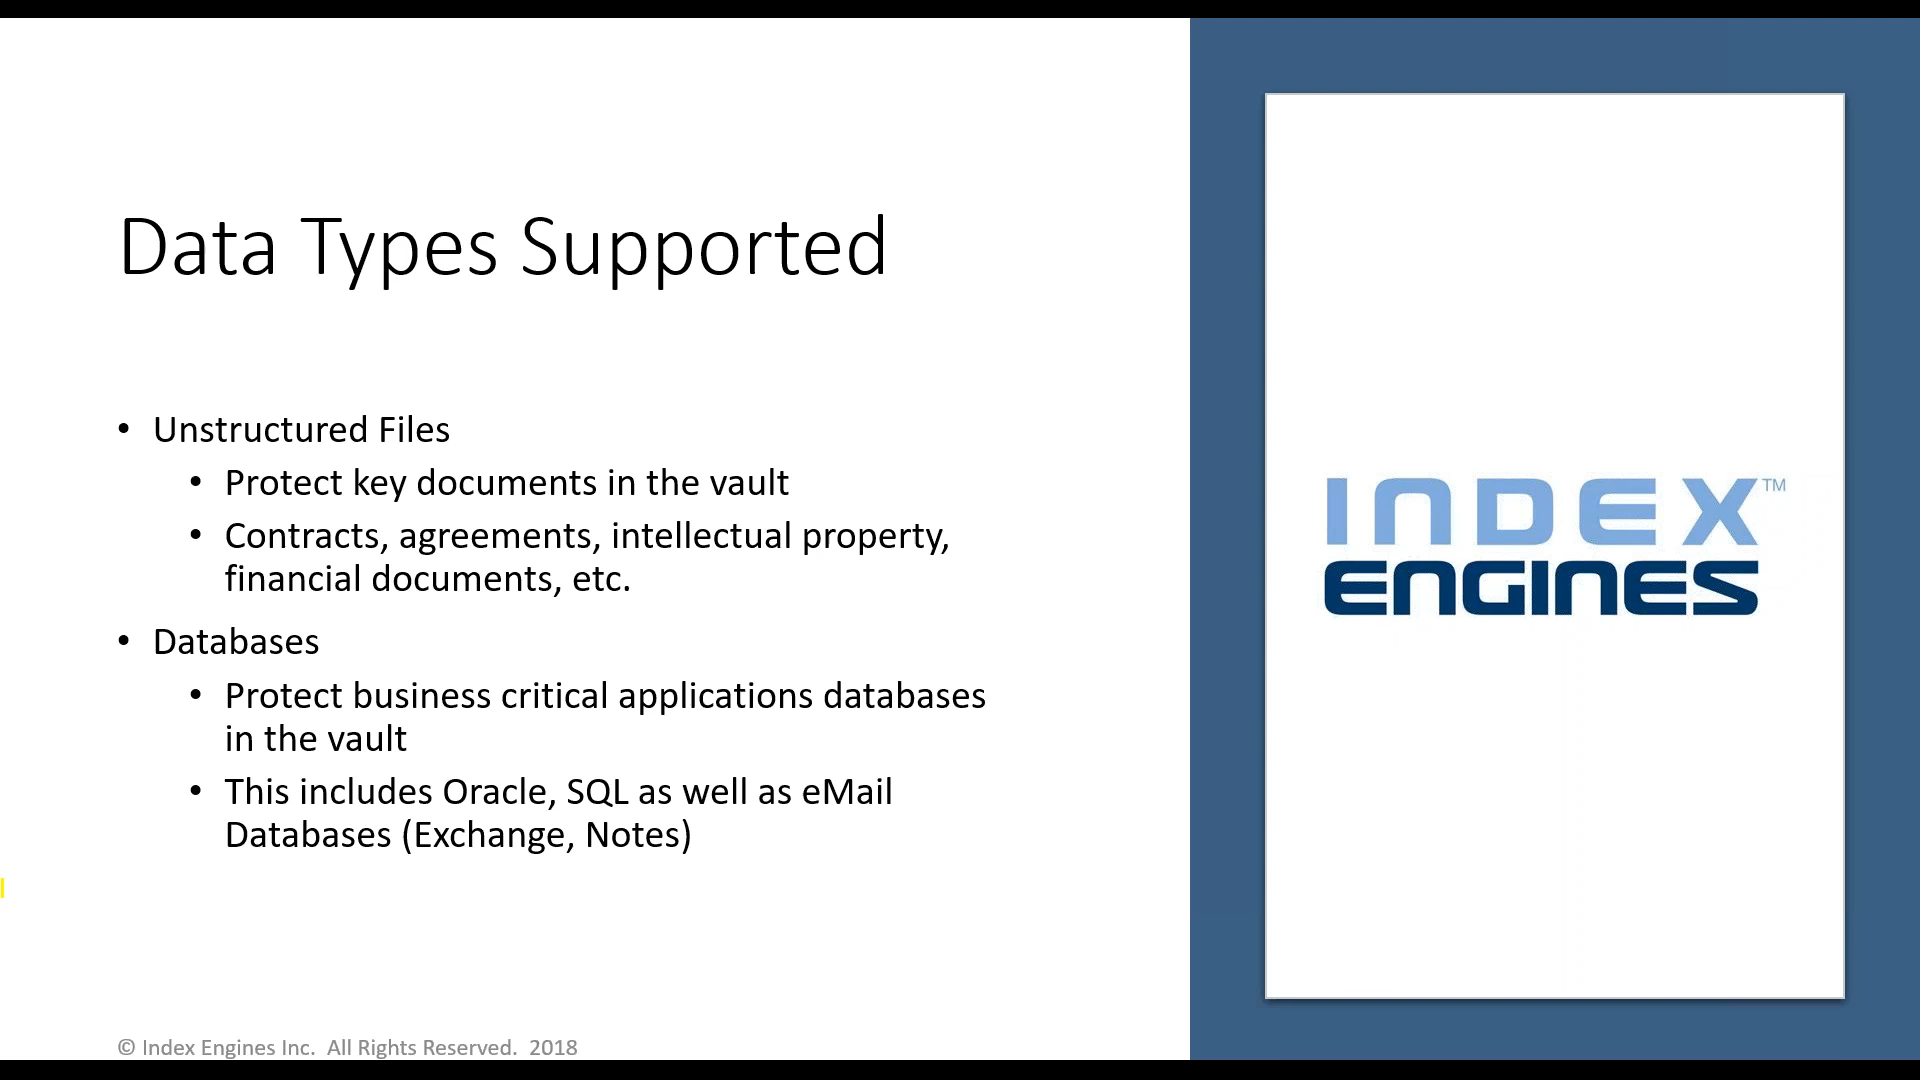 Data Types Supported
• Unstructured Files
• Protect key documents in the vault
• Contracts, agreements, intellectual property,
financial documents, etc.
• Databases
• Protect business critical applications databases
in the vault
• This includes Oracle, SQL as well as eMail
Databases (Exchange, Notes)
© Index Engines Inc. All Rights Reserved. 2018
INDEX™
ENGINES